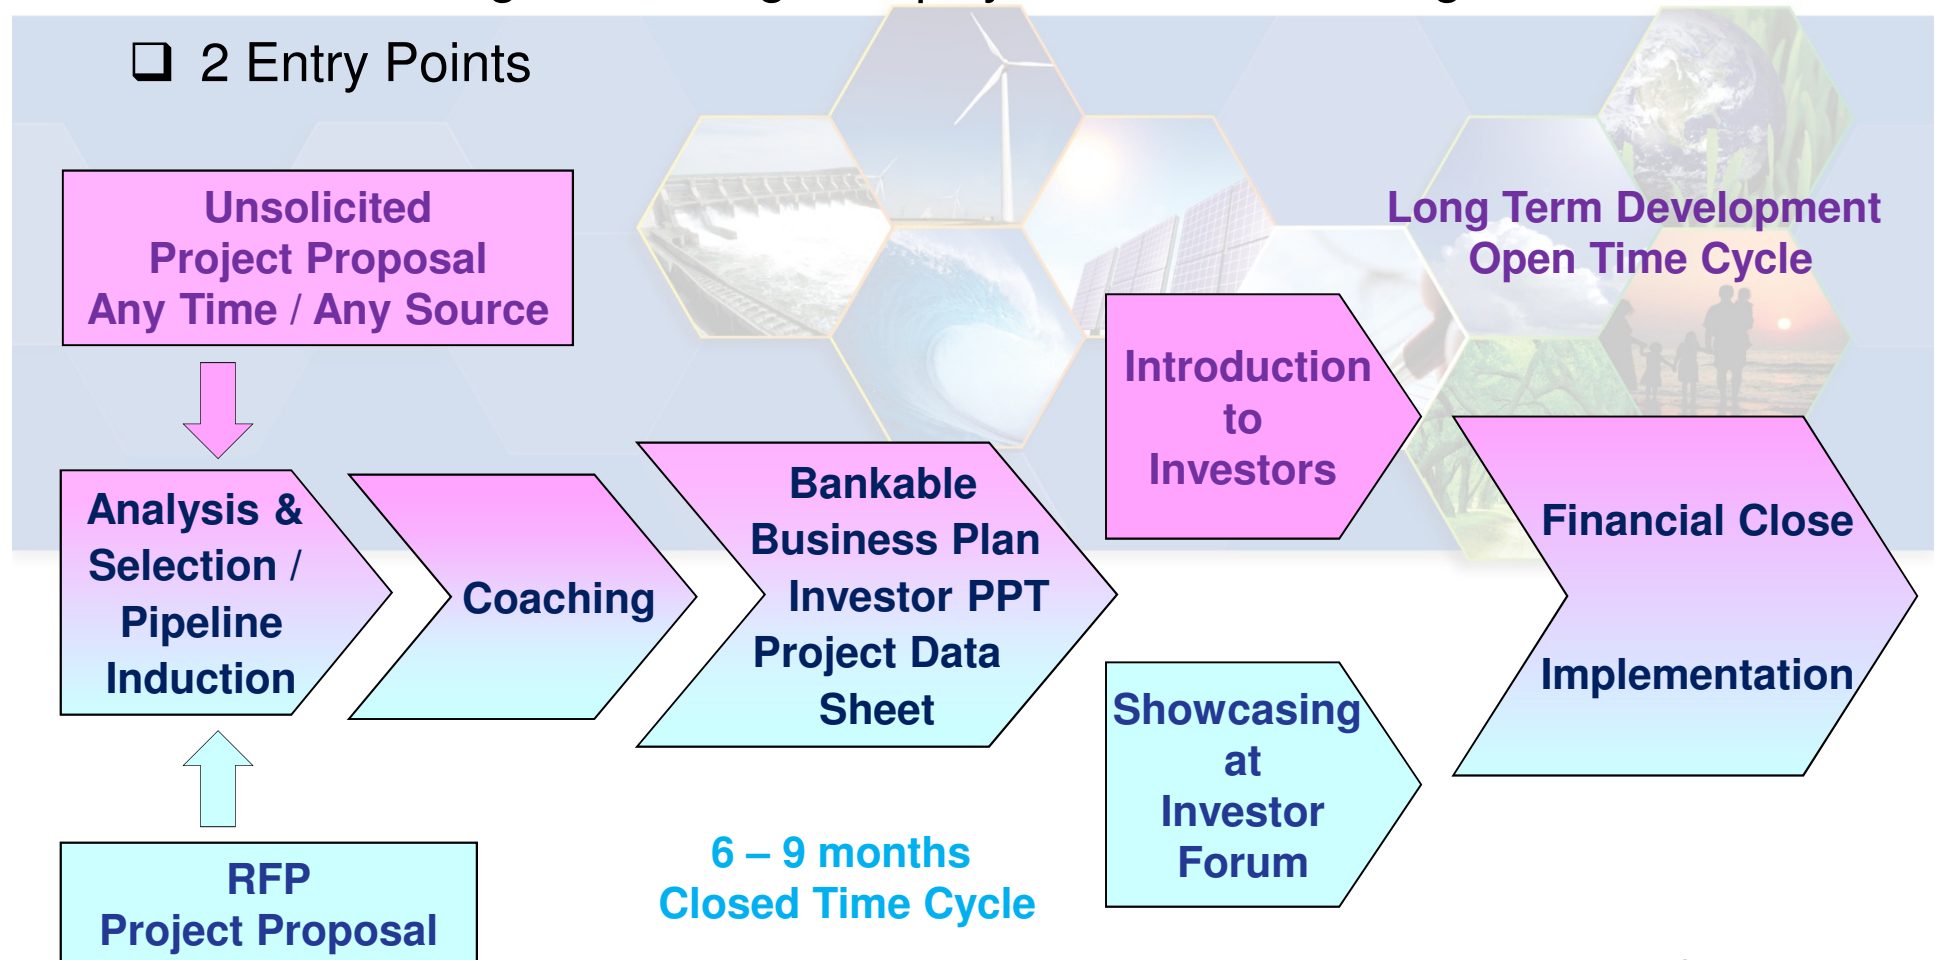 2 Entry Points
Unsolicited
Project Proposal
Any Time / Any Source
Long Term Development
Open Time Cycle
Analysis &
Selection /
Pipeline
Induction
Coaching
Bankable
Business Plan
Investor PPT
Project Data
Sheet
Introduction
to
Investors
Financial Close
Implementation
Showcasing
at
Investor
Forum
6 – 9 months
Closed Time Cycle
RFP
Project Proposal